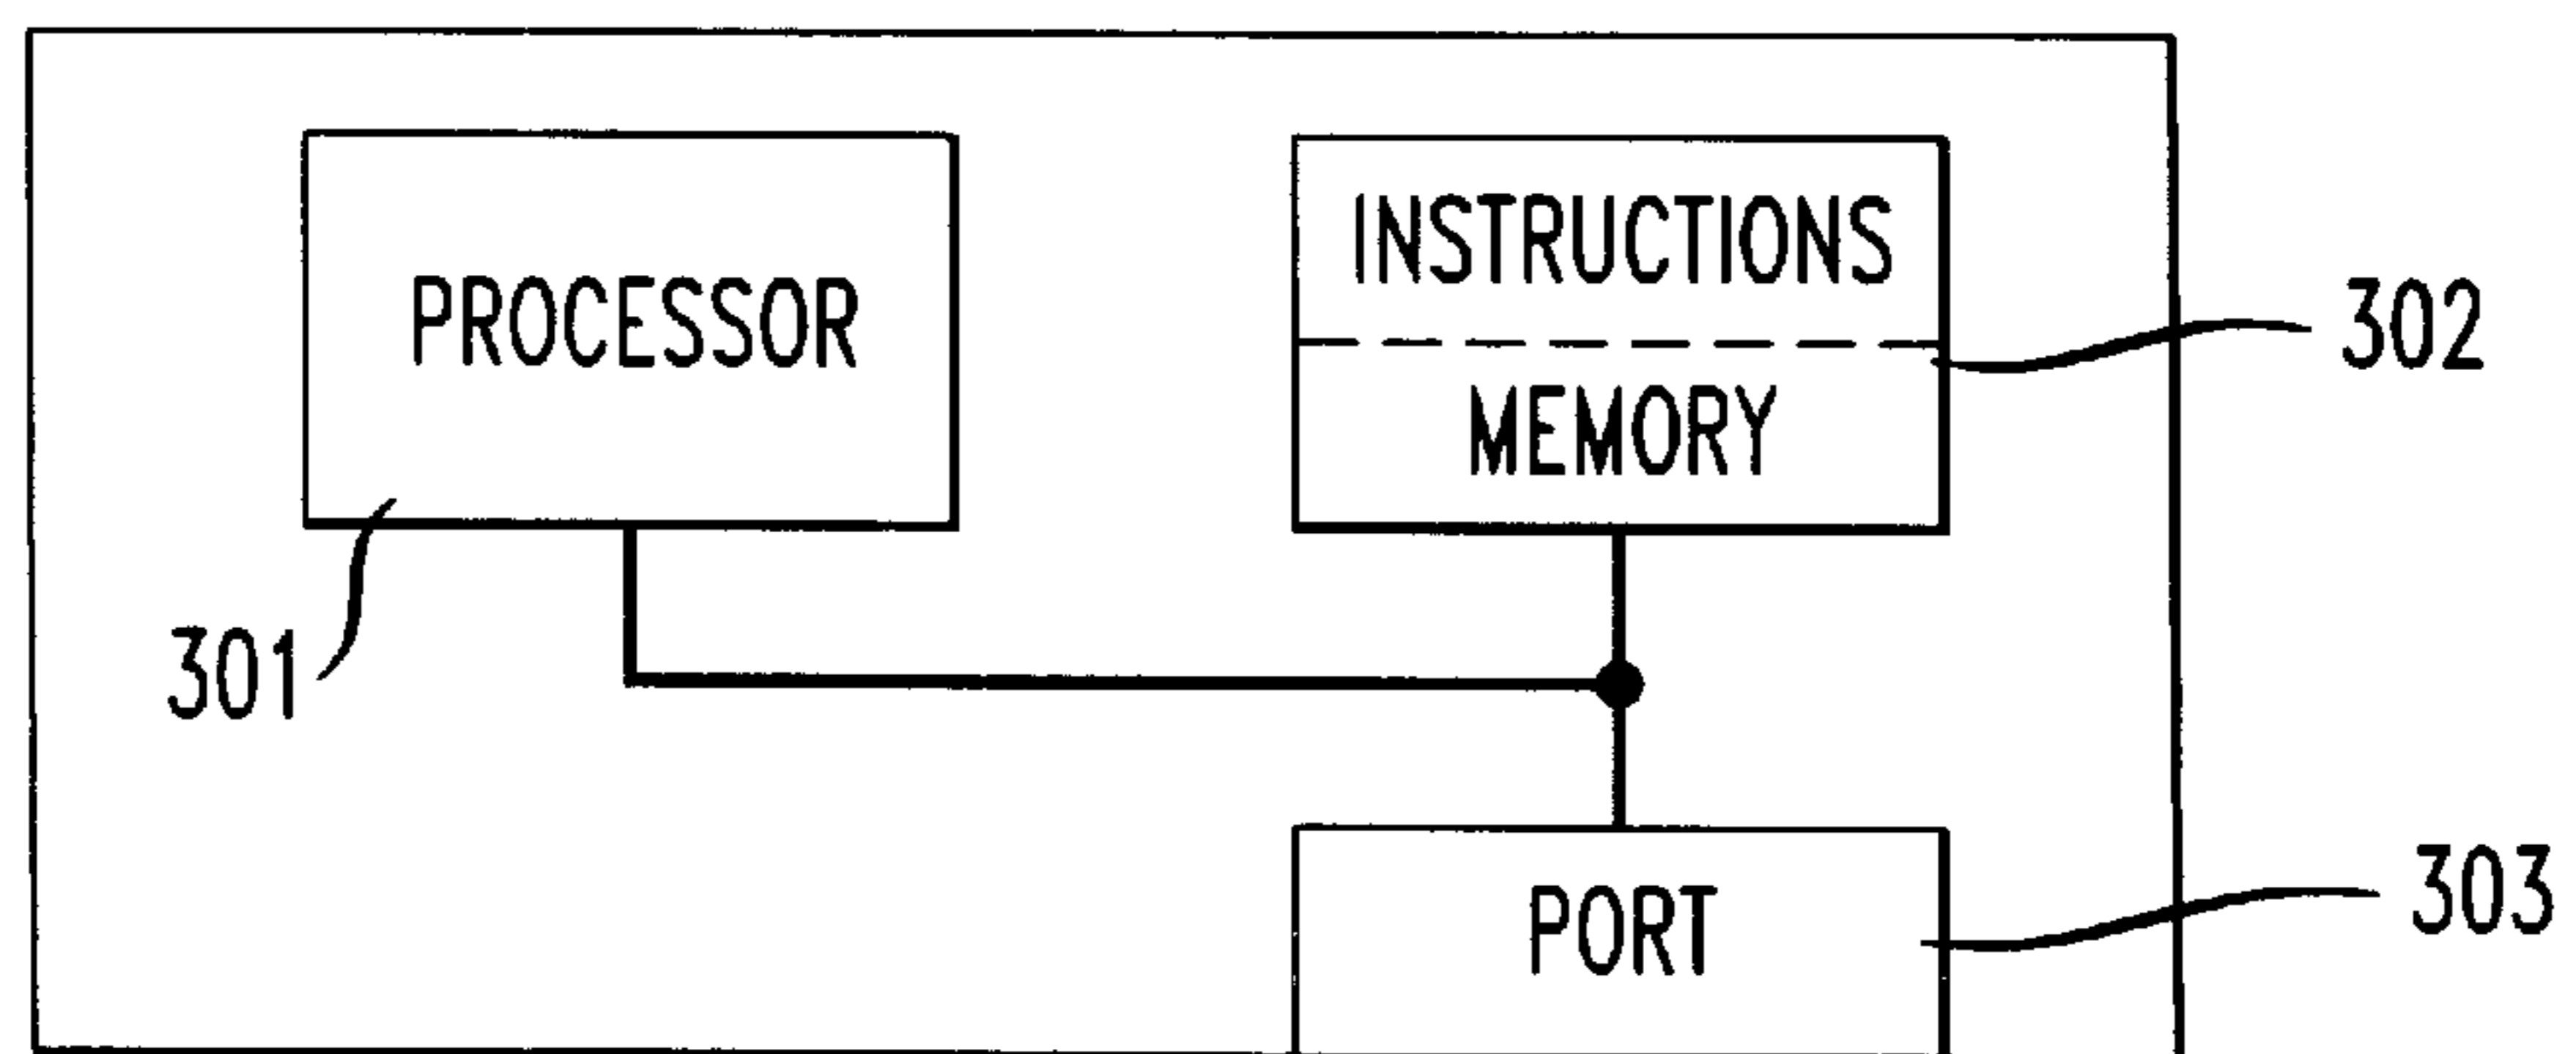 PROCESSOR
INSTRUCTIONS
MEMORY
302
301
PORT
303